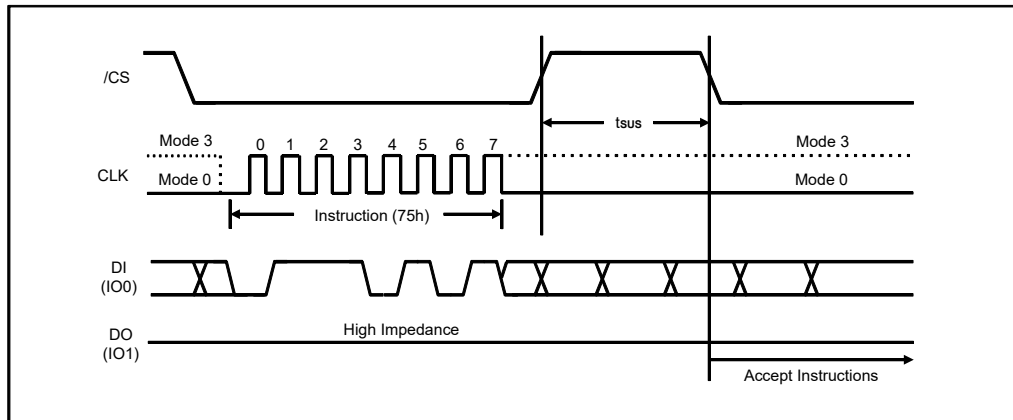 /CS
tsus
Mode 3
0 1 2 3 4 5 6 7
Mode 3
CLK
Mode 0
Mode 0
Instruction (75h)
DI
(IO0)
High Impedance
DO
(IO1)
Accept Instructions